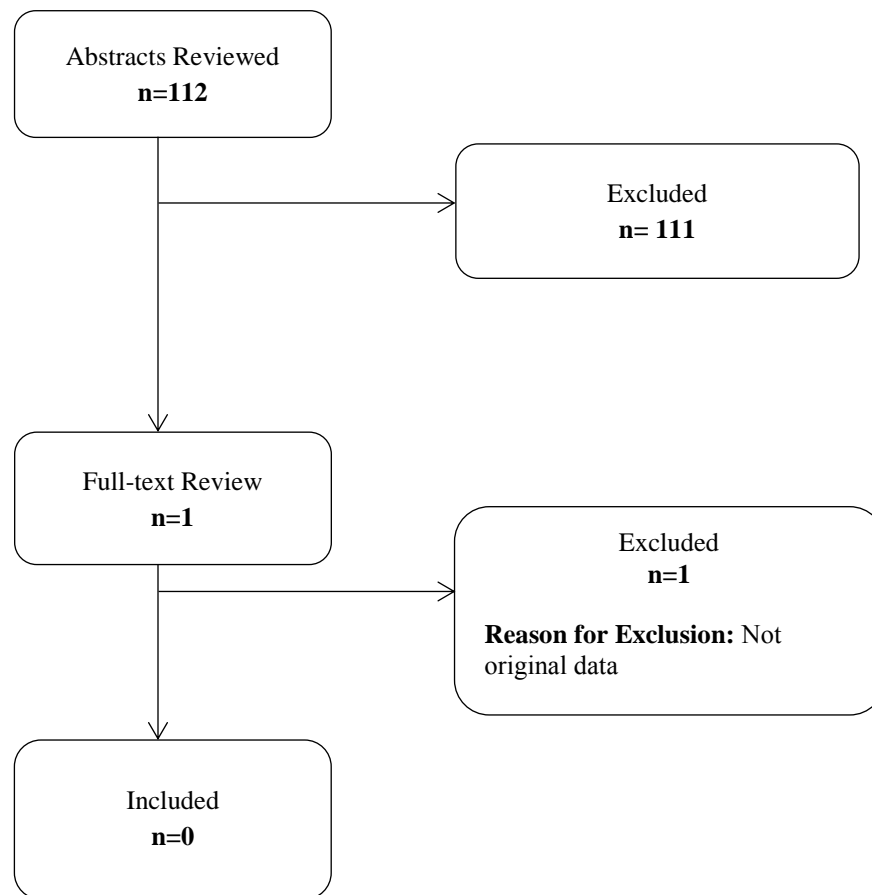 Abstracts Reviewed
n=112
Excluded
n= 111
Full-text Review
n=1
Excluded
n=1
Reason for Exclusion: Not
original data
Included
n=0